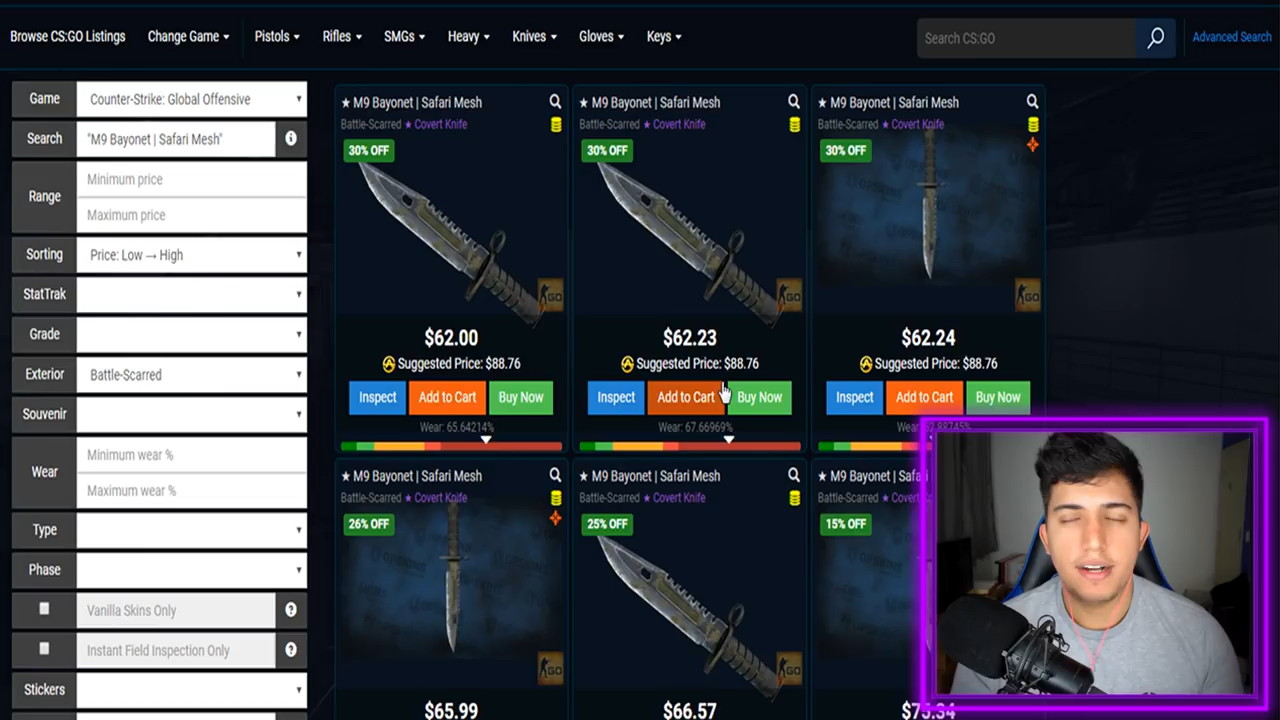 Browse CS:GO Listings
Change Game
Pistols
Rifles
SMGs
Heavy
Knives
Gloves
Keys
Search CS:GO
Advanced Search
Game
Counter-Strike: Global Offensive
Search
"M9 Bayonet | Safari Mesh"
Range
Minimum price
Maximum price
Sorting
Price: Low → High
StatTrak
Grade
Exterior
Battle-Scarred
Souvenir
Wear
Minimum wear %
Maximum wear %
Type
Phase
Vanilla Skins Only
Instant Field Inspection Only
Stickers
★ M9 Bayonet | Safari Mesh
Battle-Scarred ★ Covert Knife
30% OFF
GO
$62.00
Suggested Price: $88.76
Inspect
Add to Cart
Buy Now
Wear: 65.64214%
★ M9 Bayonet | Safari Mesh
Battle-Scarred ★ Covert Knife
30% OFF
GO
$62.23
Suggested Price: $88.76
Inspect
Add to Cart
Buy Now
Wear: 67.66969%
★ M9 Bayonet | Safari Mesh
Battle-Scarred ★ Covert Knife
30% OFF
GO
$62.24
Suggested Price: $88.76
Inspect
Add to Cart
Buy Now
★ M9 Bayonet | Safari Mesh
Battle-Scarred ★ Covert Knife
26% OFF
GO
$65.99
★ M9 Bayonet | Safari Mesh
Battle-Scarred ★ Covert Knife
25% OFF
GO
$66.57
★ M9 Bayonet | Safari
Battle-Scarred ★
15% OFF